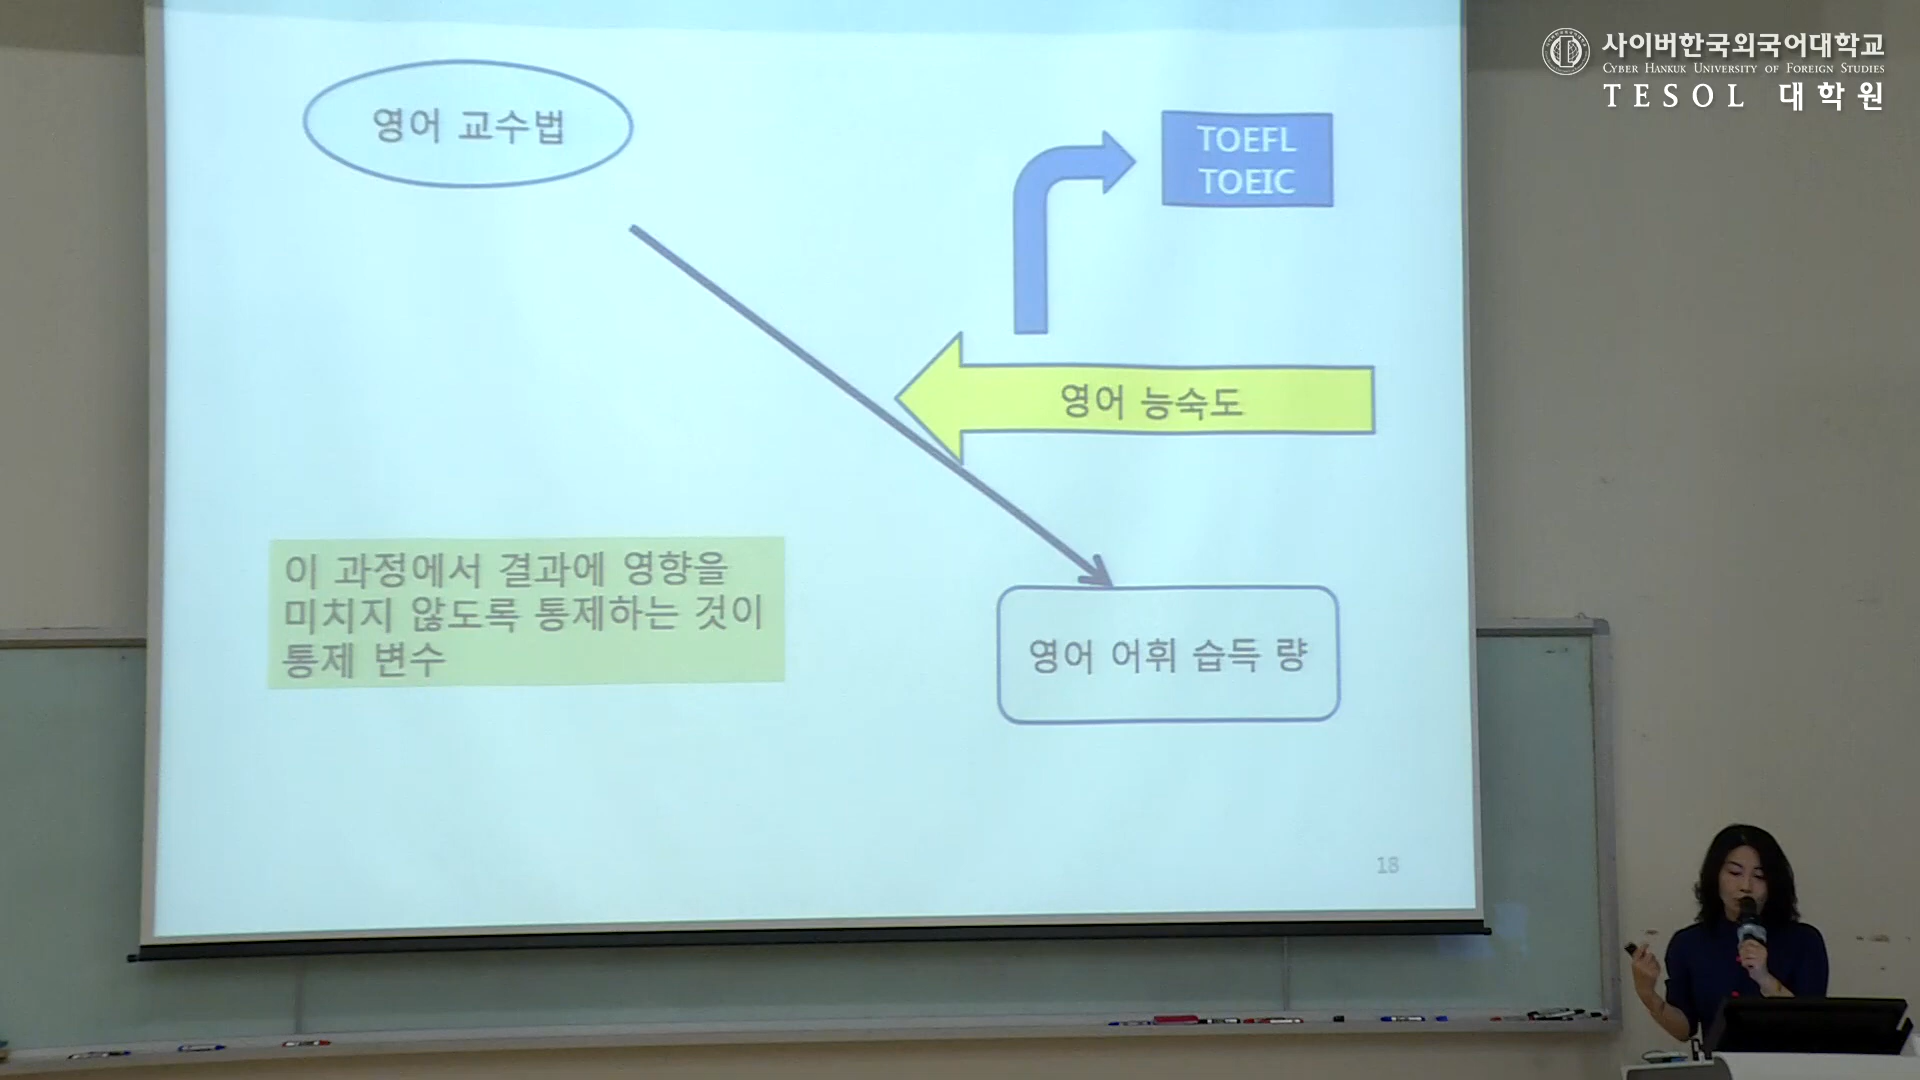 사이버한국외국어대학교
CYBER HANKUK UNIVERSITY OF FOREIGN STUDIES
TESOL 대학원
영어 교수법
TOEFL
TOEIC
영어 능숙도
이 과정에서 결과에 영향을
미치지 않도록 통제하는 것이
통제 변수
영어 어휘 습득 량
18